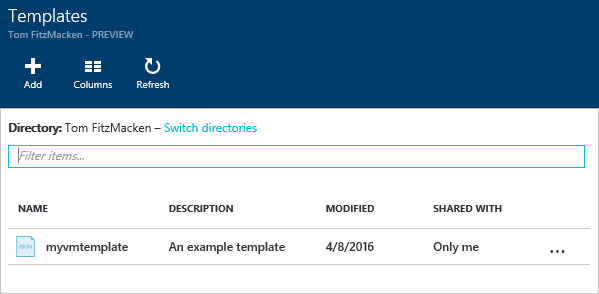 Templates
Tom FitzMacken - PREVIEW
Add Columns Refresh
Directory: Tom FitzMacken – Switch directories
Filter items...
NAME DESCRIPTION MODIFIED SHARED WITH
JSON myvmtemplate An example template 4/8/2016 Only me ...